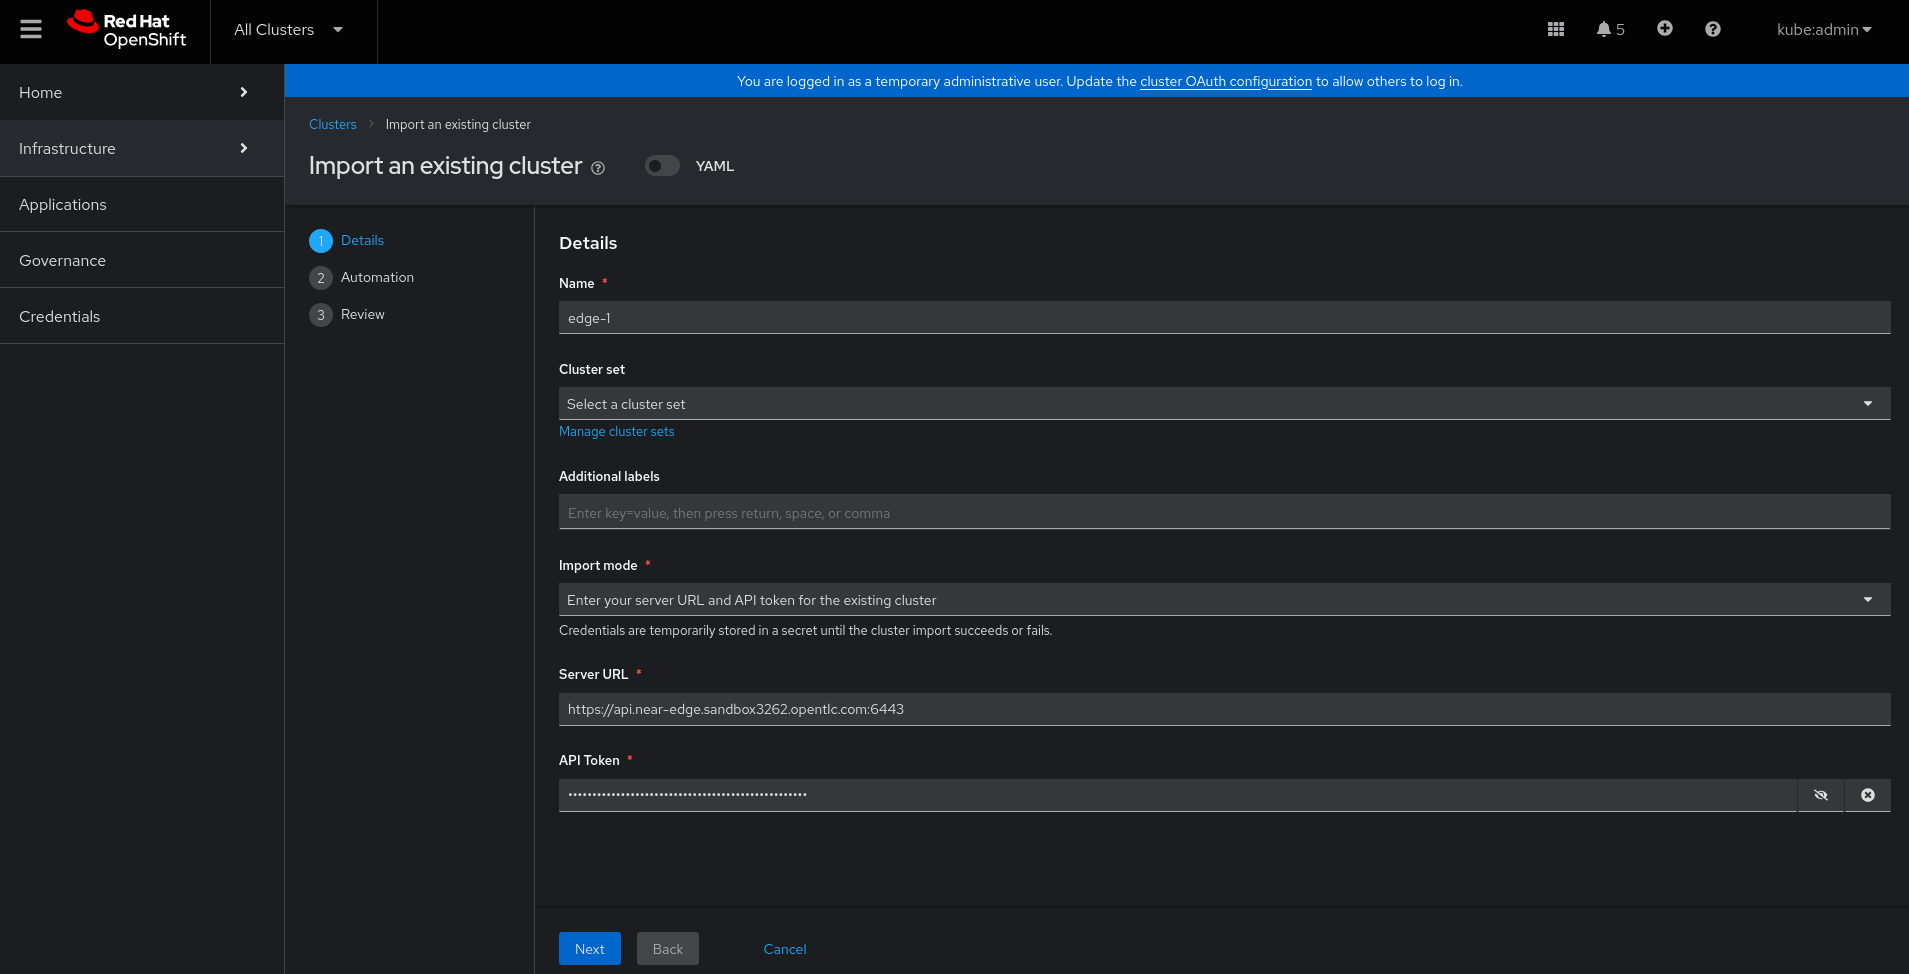 Red Hat
OpenShift
All Clusters
5
kube:admin
Home
Infrastructure
Applications
Governance
Credentials
You are logged in as a temporary administrative user. Update the cluster OAuth configuration to allow others to log in.
Clusters
Import an existing cluster
Import an existing cluster
YAML
1 Details
2 Automation
3 Review
Details
Name *
edge-1
Cluster set
Select a cluster set
Manage cluster sets
Additional labels
Enter key=value, then press return, space, or comma
Import mode *
Enter your server URL and API token for the existing cluster
Credentials are temporarily stored in a secret until the cluster import succeeds or fails.
Server URL *
https://api.near-edge.sandbox3262.opentlc.com:6443
API Token *
Next
Back
Cancel